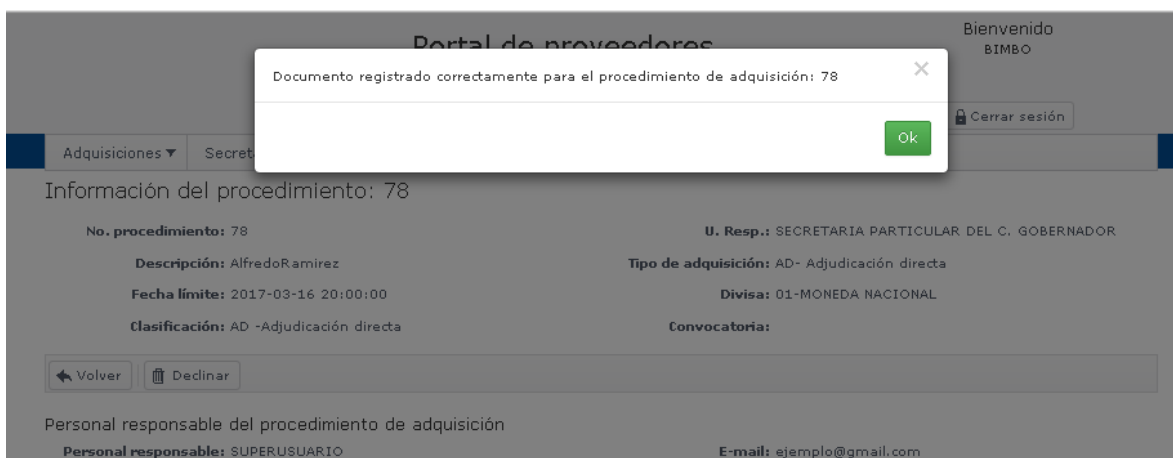 Bienvenido
BIMBO
Portal de proveedores
Documento registrado correctamente para el procedimiento de adquisición: 78
×
Ok
Cerrar sesión
Adquisiciones ▼
Información del procedimiento: 78
No. procedimiento: 78
U. Resp.: SECRETARIA PARTICULAR DEL C. GOBERNADOR
Descripción: AlfredoRamirez
Tipo de adquisición: AD- Adjudicación directa
Fecha límite: 2017-03-16 20:00:00
Divisa: 01-MONEDA NACIONAL
Clasificación: AD -Adjudicación directa
Convocatoria:
Volver
Declinar
Personal responsable del procedimiento de adquisición
Personal responsable: SUPERUSUARIO
E-mail: ejemplo@gmail.com